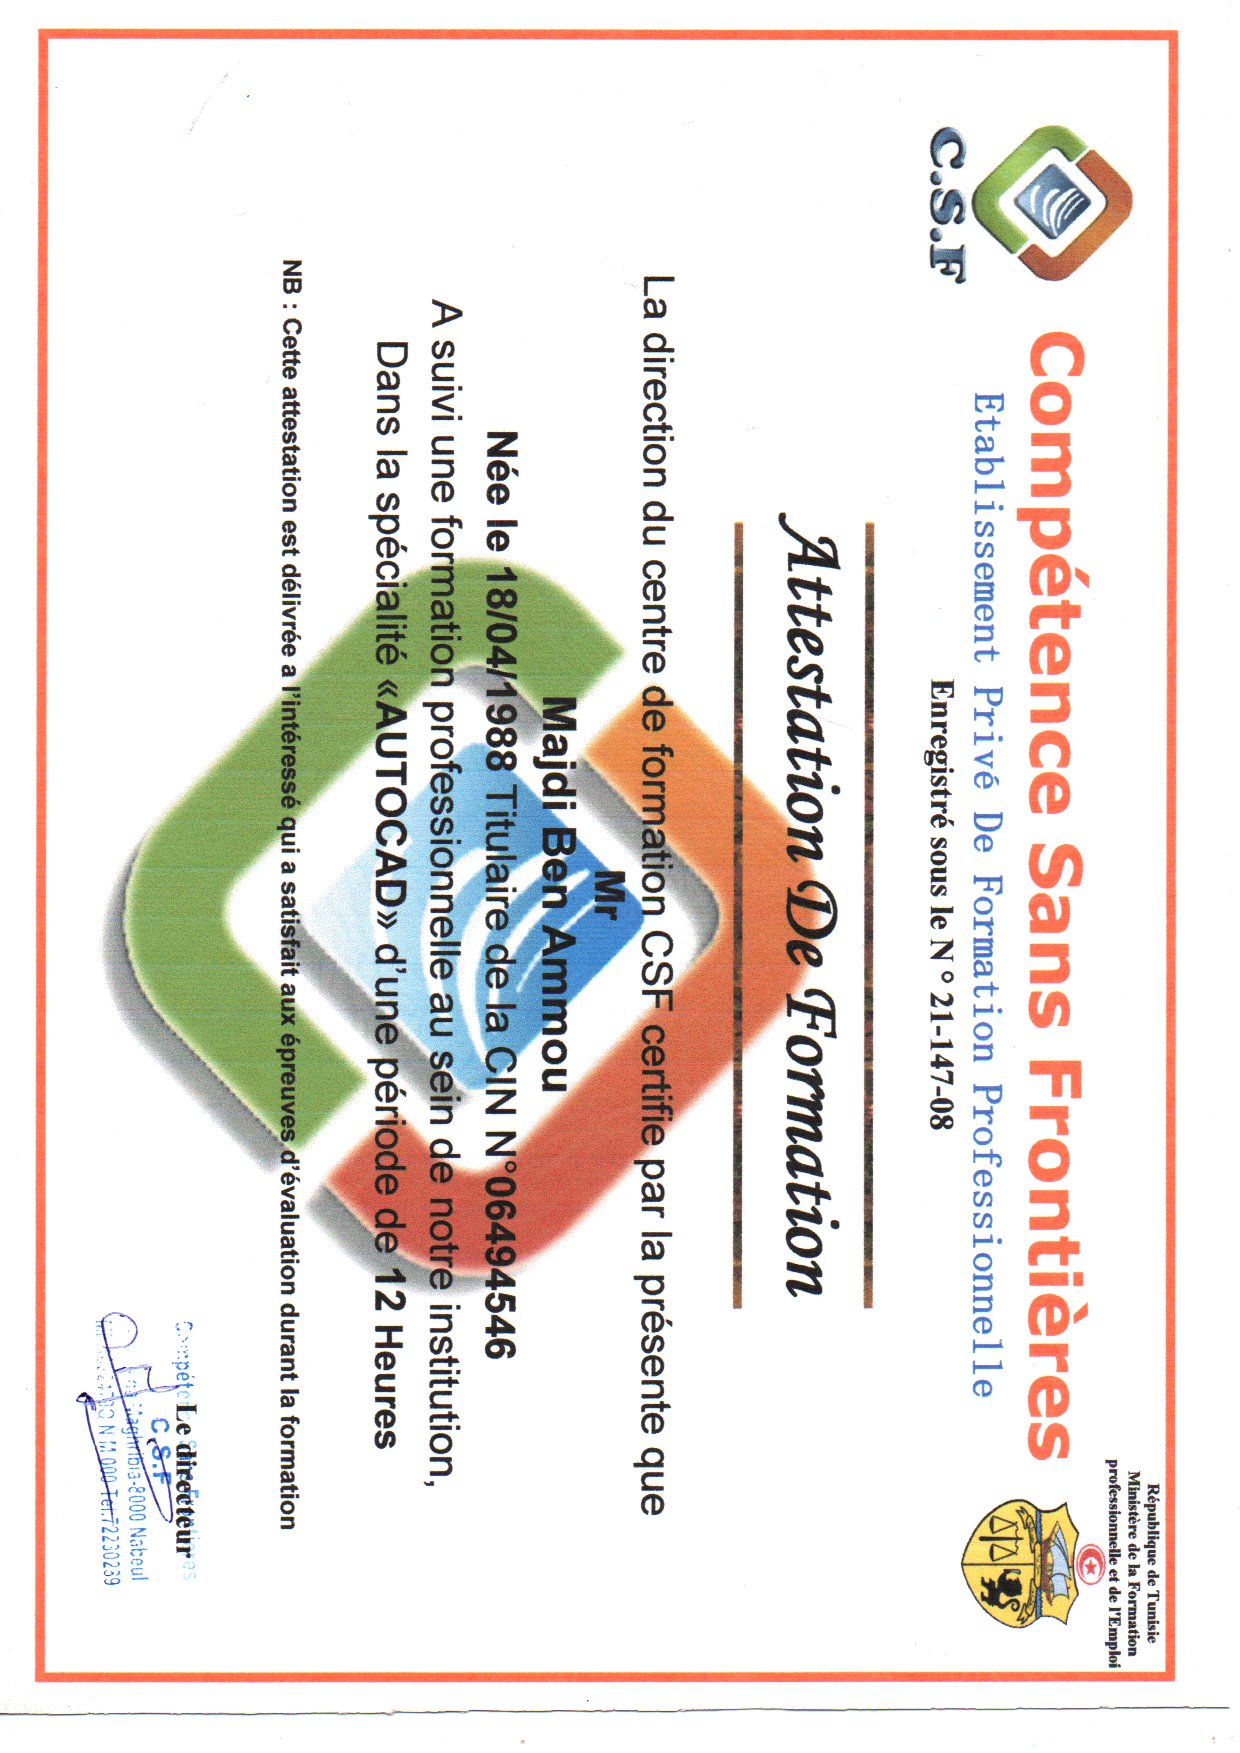 République de Tunisie
Ministère de la Formation
professionnelle et de l'Emploi
C.S.F
Compétence Sans Frontières
Etablissement Privé De Formation Professionnelle
Enregistré sous le N ° 21-147-08
Attestation De Formation
La direction du centre de formation CSF certifie par la présente que
Mr
Majdi Ben Ammou
Née le 18/04/1988 Titulaire de la CIN N°06494546
A suivi une formation professionnelle au sein de notre institution,
Dans la spécialité «AUTOCAD» d'une période de 12 Heures
NB : Cette attestation est délivrée a l'intéressé qui a satisfait aux épreuves d'évaluation durant la formation
Le directeur
Sans Frontieres
C.S.F
Maghribia-8000 Nabeul
N M 000 Tel:72230239